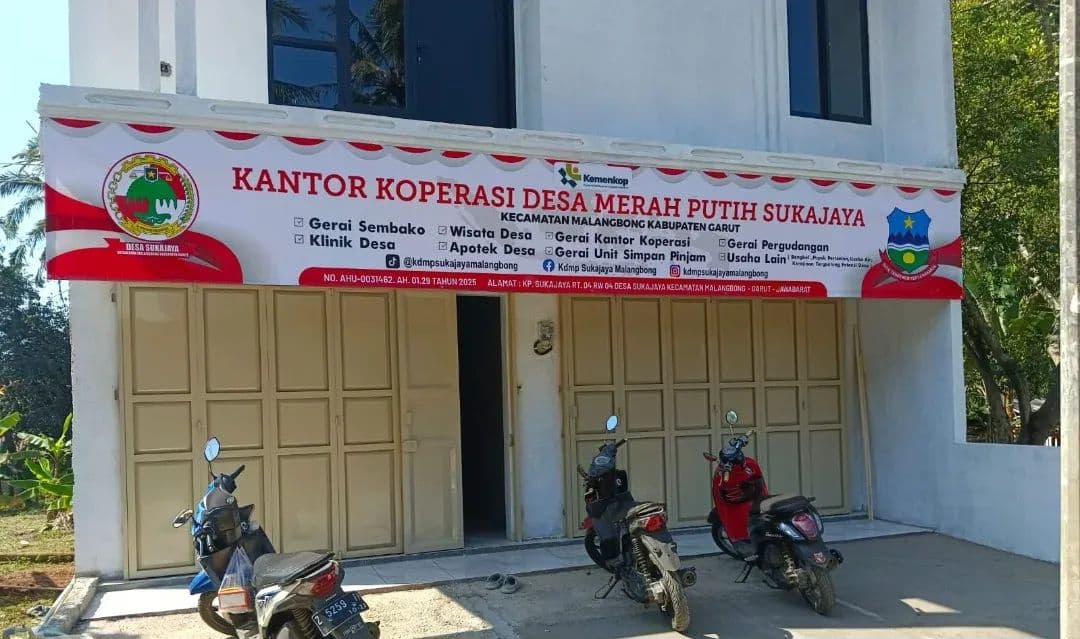 Kemenkop
KANTOR KOPERASI DESA MERAH PUTIH SUKAJAYA
KECAMATAN MALANGBONG KABUPATEN GARUT
Gerai Sembako
Wisata Desa
Gerai Kantor Koperasi
Gerai Pergudangan
Klinik Desa
Apotek Desa
Gerai Unit Simpan Pinjam
Usaha Lain
@kdmpsukajayamalangbong
Kdmp Sukajaya Malangbong
kdmpsukajayamalangbong
DESA SUKAJAYA
NO. AHU-0031462. AH. 01.29 TAHUN 2025
ALAMAT : KP. SUKAJAYA RT. 04 RW 04 DESA SUKAJAYA KECAMATAN MALANGBONG - GARUT - JAWABARAT
Z 5253